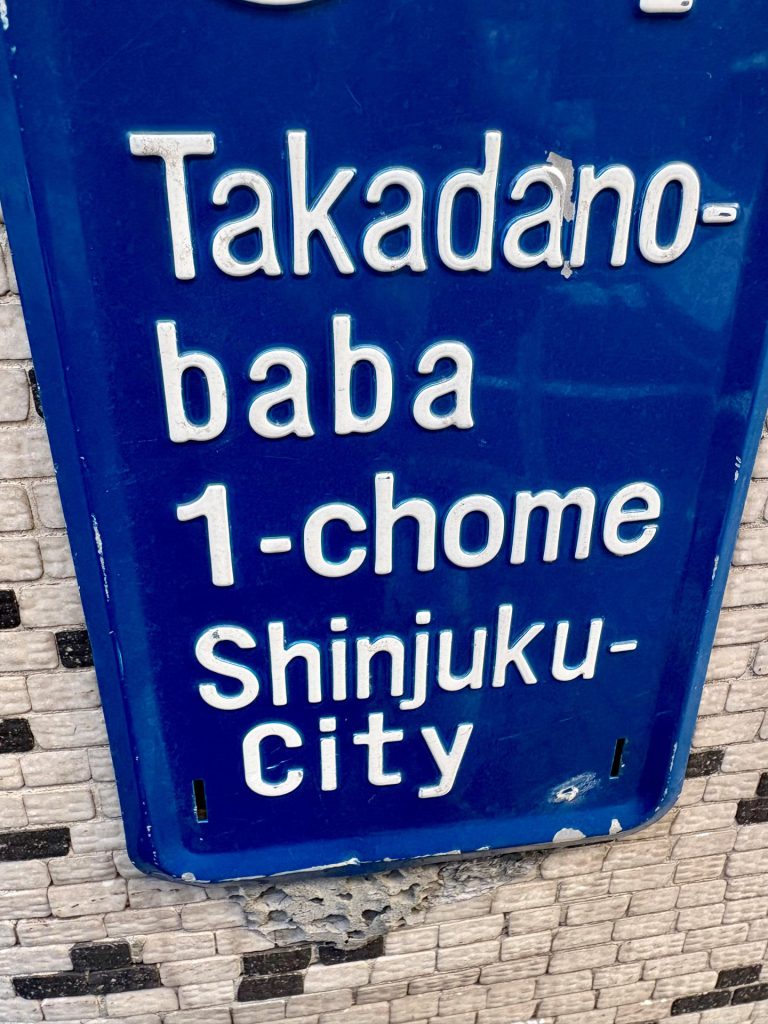 Takadano-
baba
1-chome
Shinjuku-
City